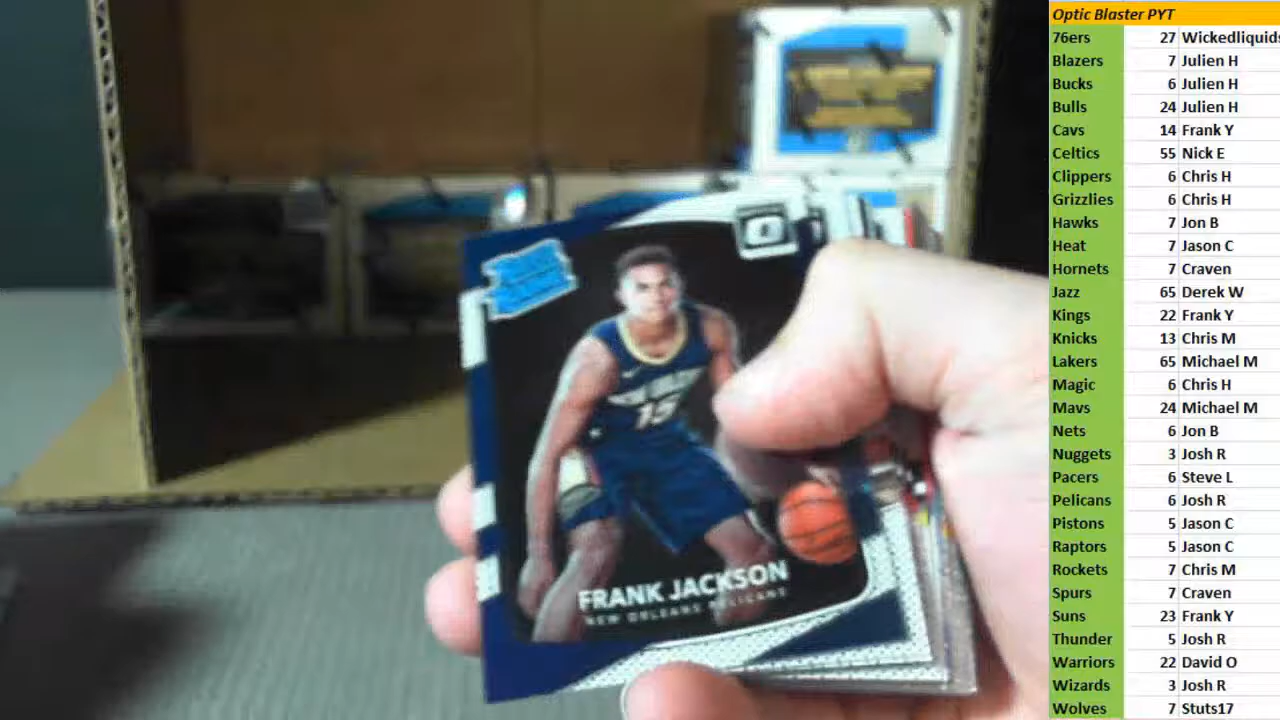 Optic Blaster PYT
76ers 27 Wickedliquids
Blazers 7 Julien H
Bucks 6 Julien H
Bulls 24 Julien H
Cavs 14 Frank Y
Celtics 55 Nick E
Clippers 6 Chris H
Grizzlies 6 Chris H
Hawks 7 Jon B
Heat 7 Jason C
Hornets 7 Craven
Jazz 65 Derek W
Kings 22 Frank Y
Knicks 13 Chris M
Lakers 65 Michael M
Magic 6 Chris H
Mavs 24 Michael M
Nets 6 Jon B
Nuggets 3 Josh R
Pacers 6 Steve L
Pelicans 6 Josh R
Pistons 5 Jason C
Raptors 5 Jason C
Rockets 7 Chris M
Spurs 7 Craven
Suns 23 Frank Y
Thunder 5 Josh R
Warriors 22 David O
Wizards 3 Josh R
Wolves 7 Stuts17
15
FRANK JACKSON
NEW ORLEANS PELICANS